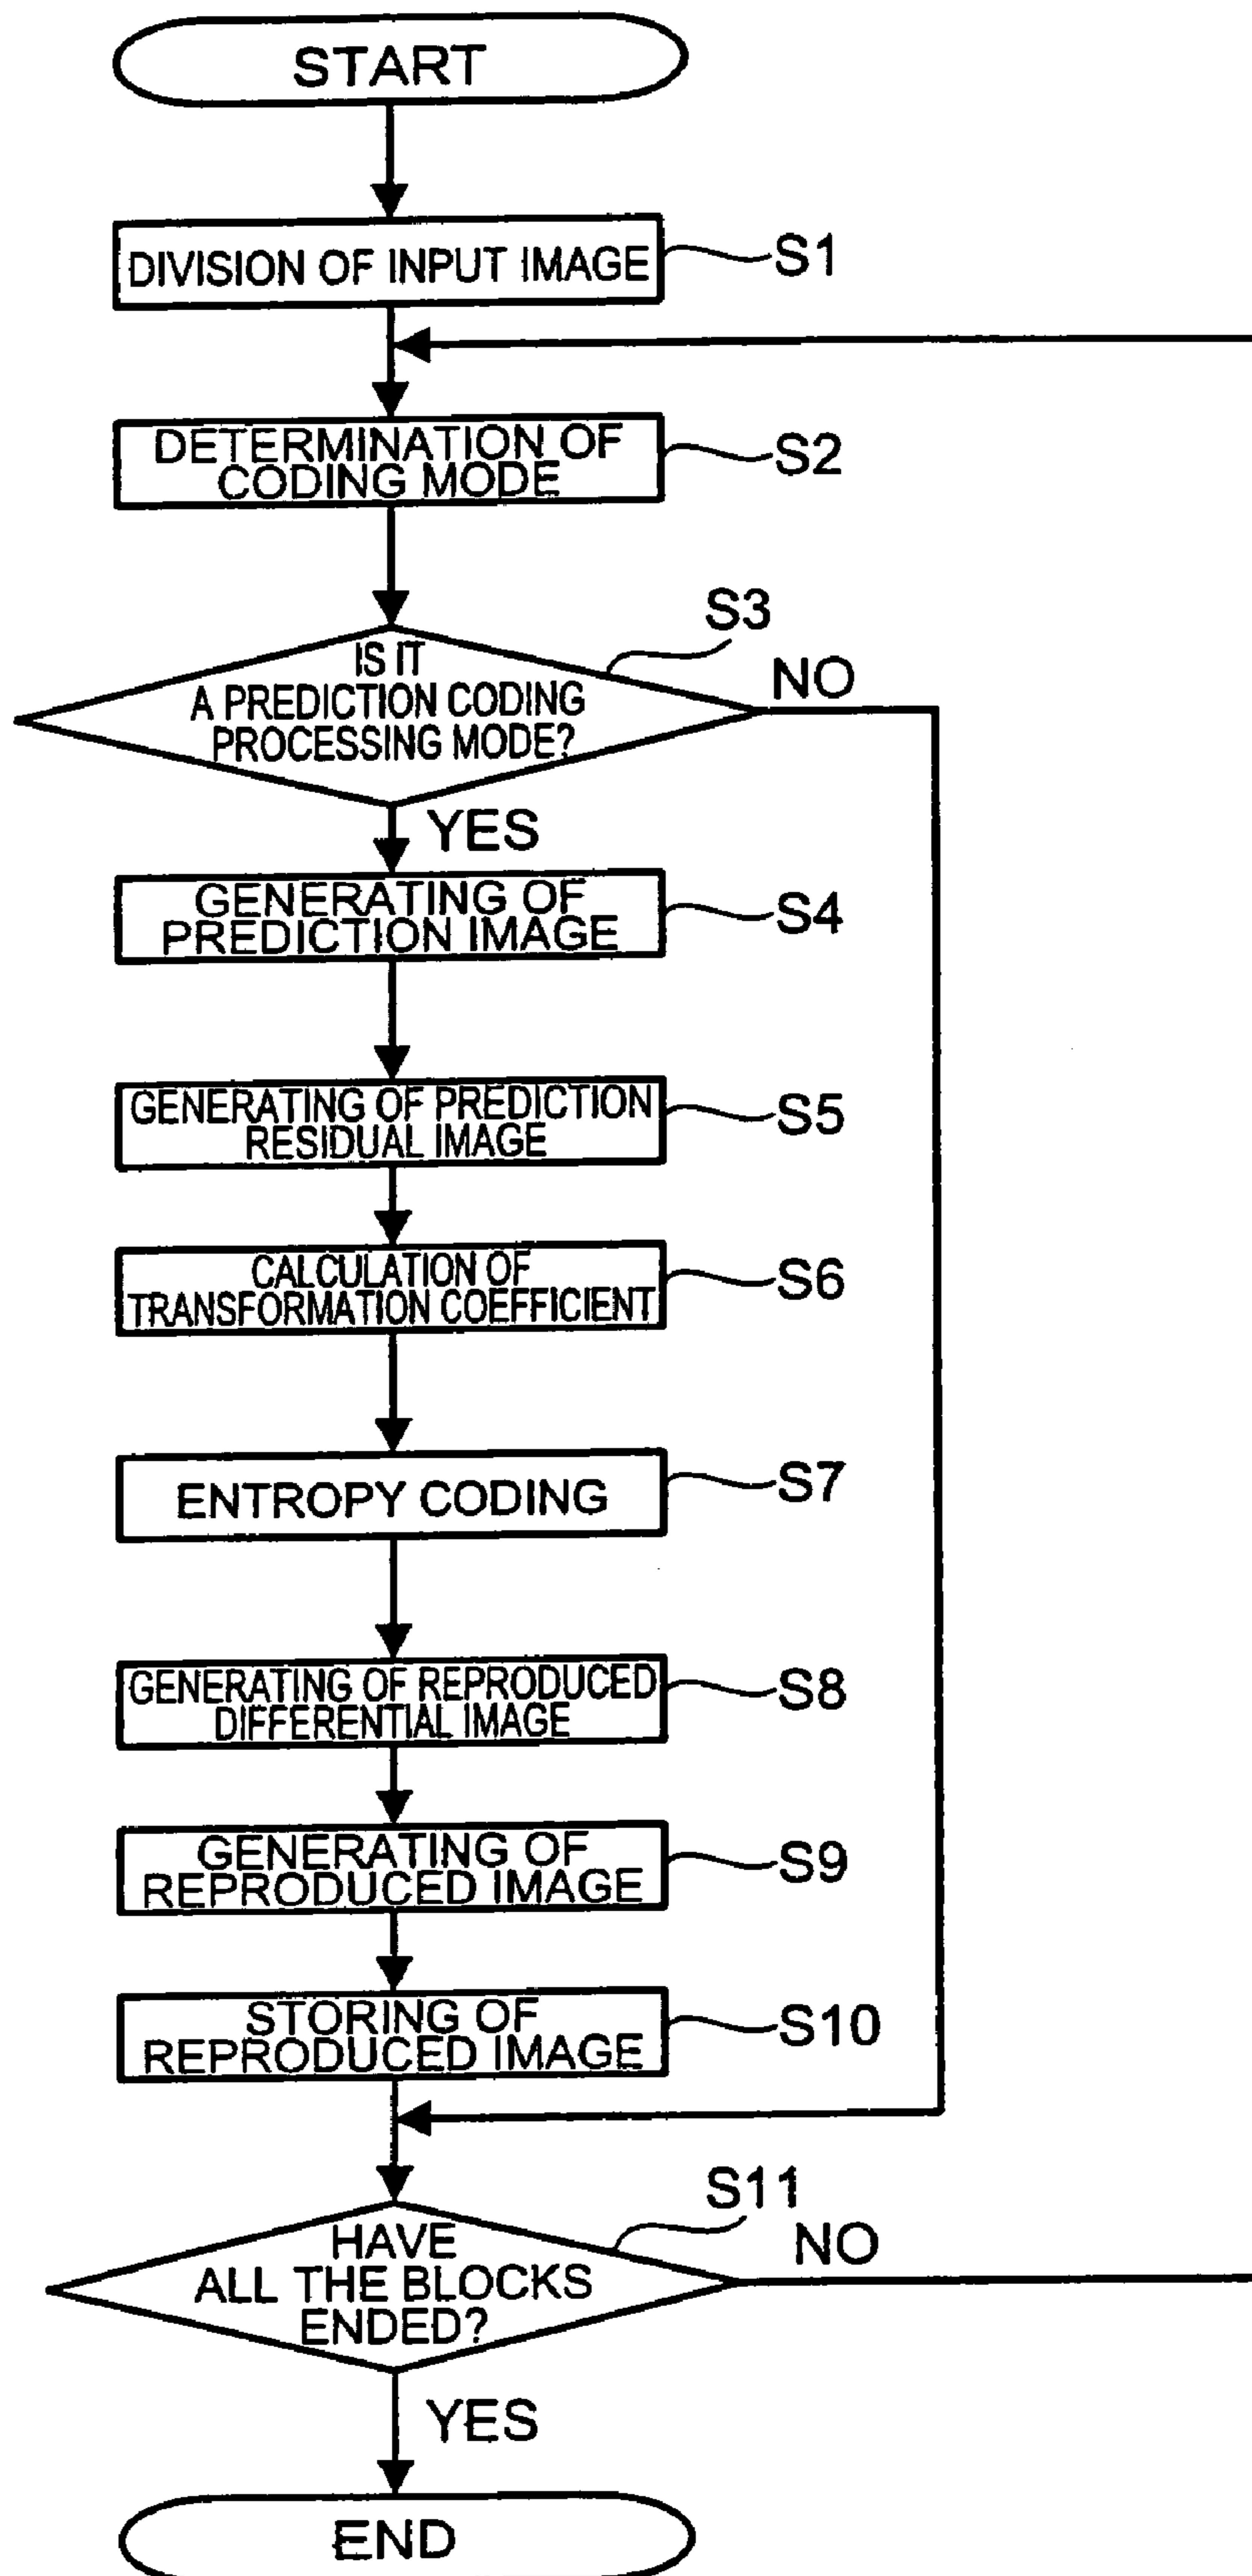 START
DIVISION OF INPUT IMAGE
S1
DETERMINATION OF
CODING MODE
S2
S3
IS IT
A PREDICTION CODING
PROCESSING MODE?
NO
YES
GENERATING OF
PREDICTION IMAGE
S4
GENERATING OF PREDICTION
RESIDUAL IMAGE
S5
CALCULATION OF
TRANSFORMATION COEFFICIENT
S6
ENTROPY CODING
S7
GENERATING OF REPRODUCED
DIFFERENTIAL IMAGE
S8
GENERATING OF
REPRODUCED IMAGE
S9
STORING OF
REPRODUCED IMAGE
S10
S11
HAVE
ALL THE BLOCKS
ENDED?
NO
YES
END